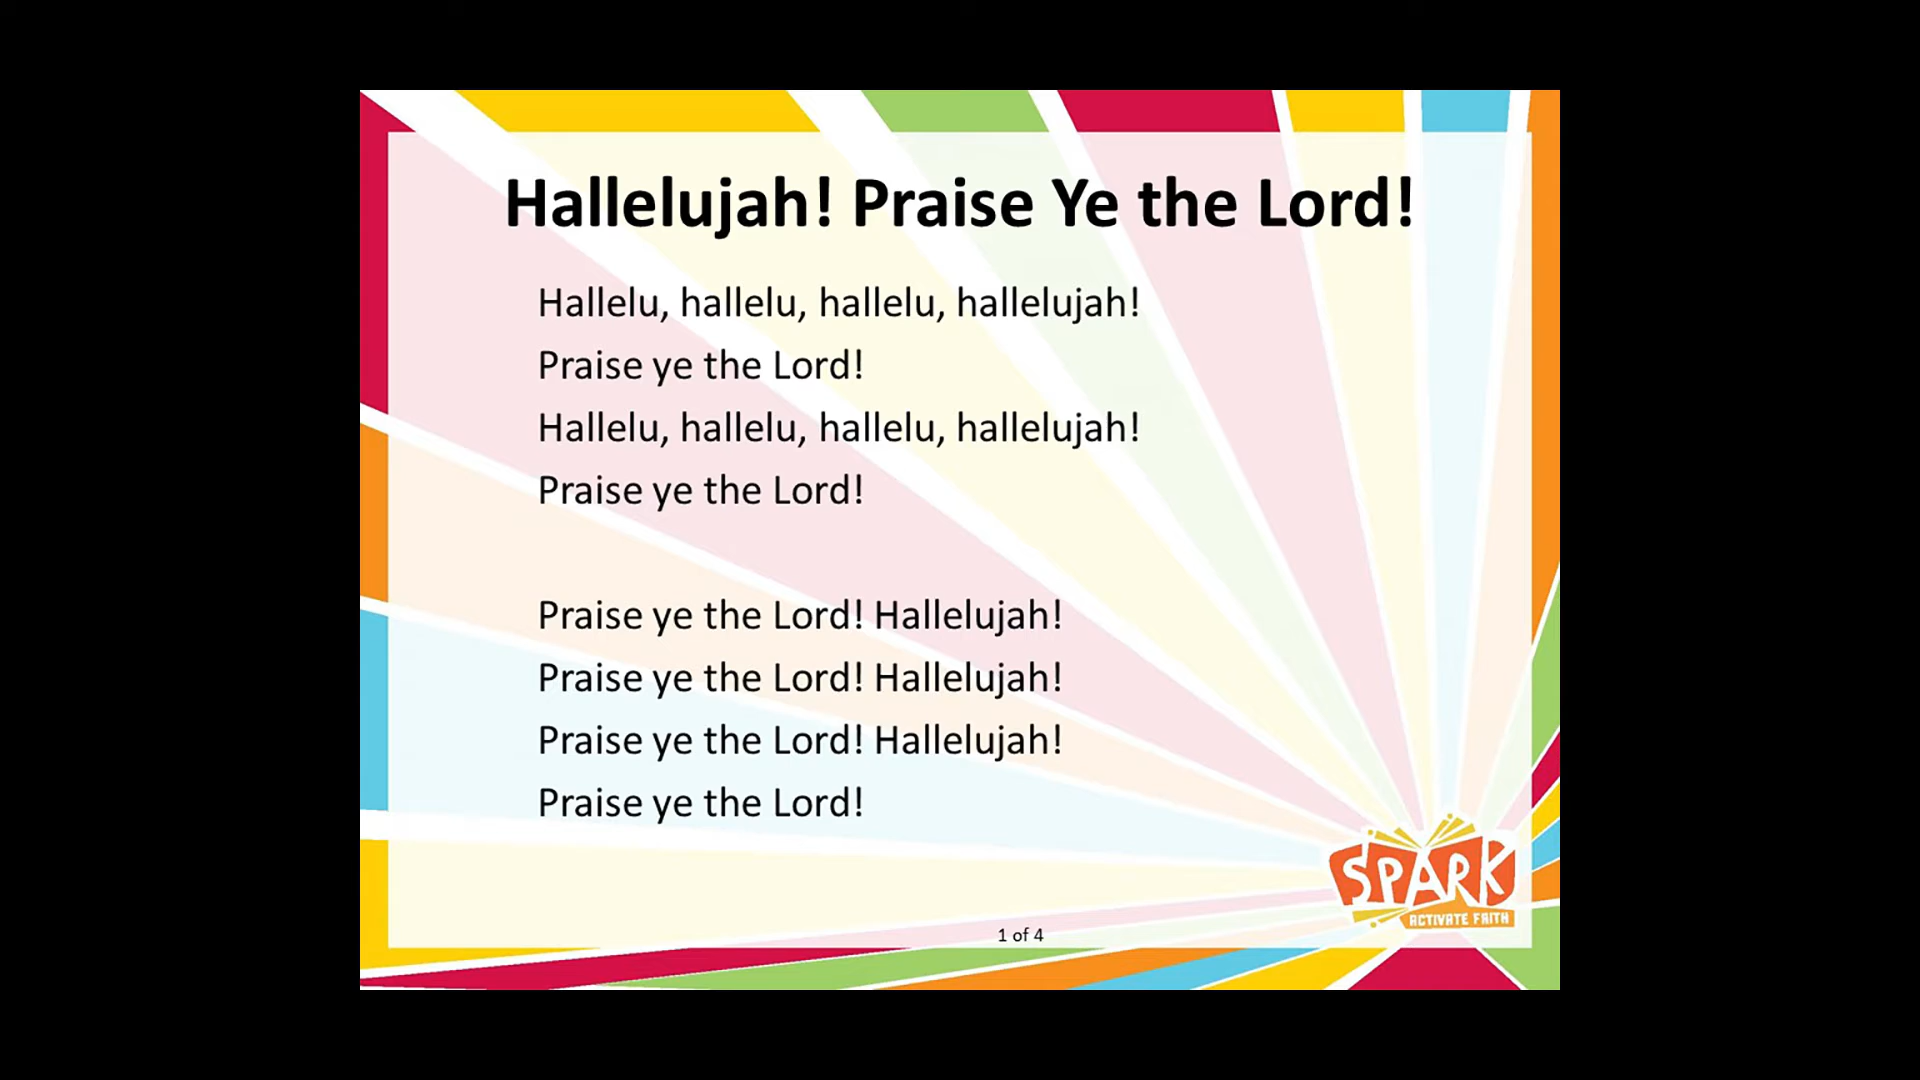 Hallelujah! Praise Ye the Lord!
Hallelu, hallelu, hallelu, hallelujah!
Praise ye the Lord!
Hallelu, hallelu, hallelu, hallelujah!
Praise ye the Lord!
Praise ye the Lord! Hallelujah!
Praise ye the Lord! Hallelujah!
Praise ye the Lord! Hallelujah!
Praise ye the Lord!
SPARK
ACTIVATE FAITH
1 of 4